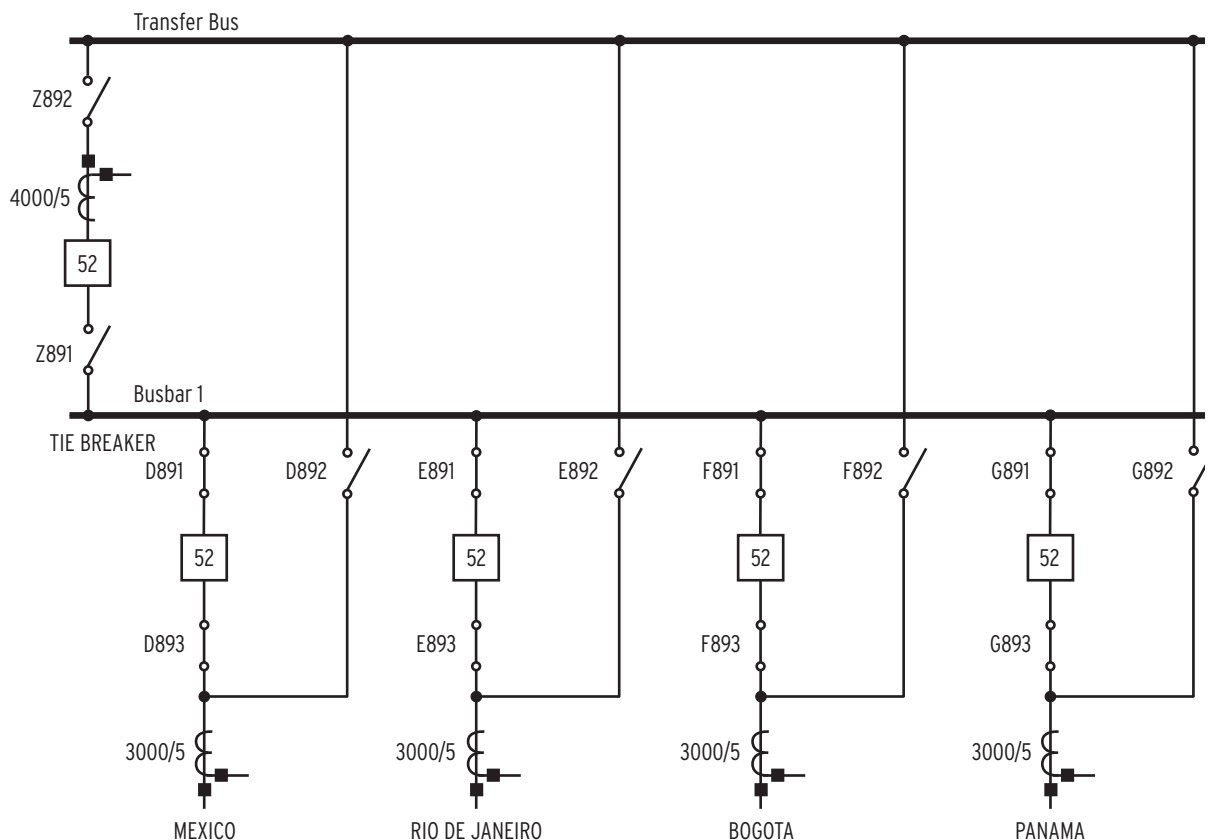 Transfer Bus
Z892
4000/5
52
Z891
Busbar 1
TIE BREAKER
D891
D892
E891
E892
F891
F892
G891
G892
52
52
52
52
D893
E893
F893
G893
3000/5
3000/5
3000/5
3000/5
MEXICO
RIO DE JANEIRO
BOGOTA
PANAMA